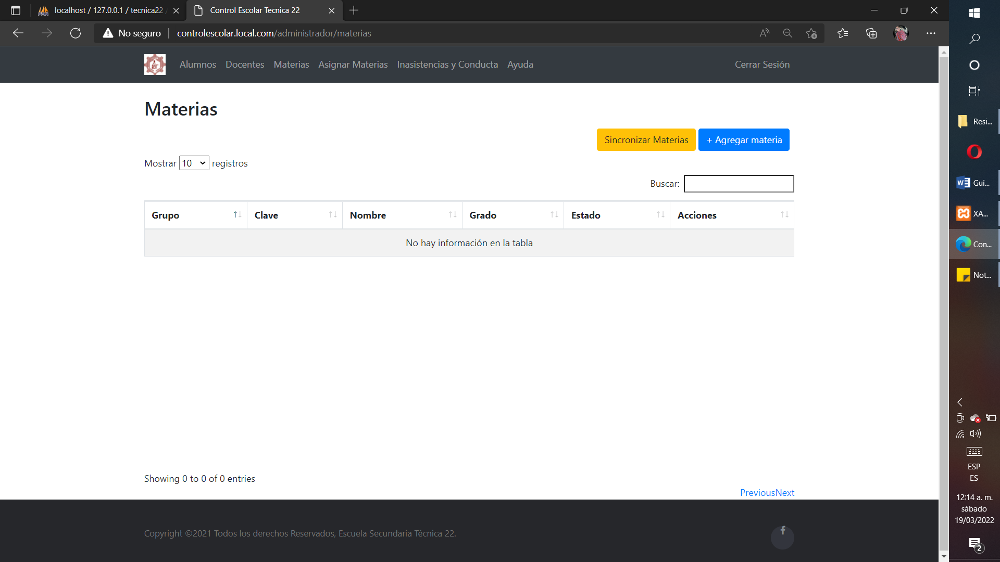 localhost / 127.0.0.1 / tecnica22 /
Control Escolar Tecnica 22
No seguro
controlescolar.local.com/administrador/materias
Alumnos Docentes Materias Asignar Materias Inasistencias y Conducta Ayuda Cerrar Sesión
Materias
Sincronizar Materias + Agregar materia
Mostrar 10 registros
Buscar:
Grupo Clave Nombre Grado Estado Acciones
No hay información en la tabla
Showing 0 to 0 of 0 entries
PreviousNext
Copyright ©2021 Todos los derechos Reservados, Escuela Secundaria Técnica 22.
Resi...
Gui...
XA...
Con...
Not...
ESP
ES
12:14 a. m.
sábado
19/03/2022
2